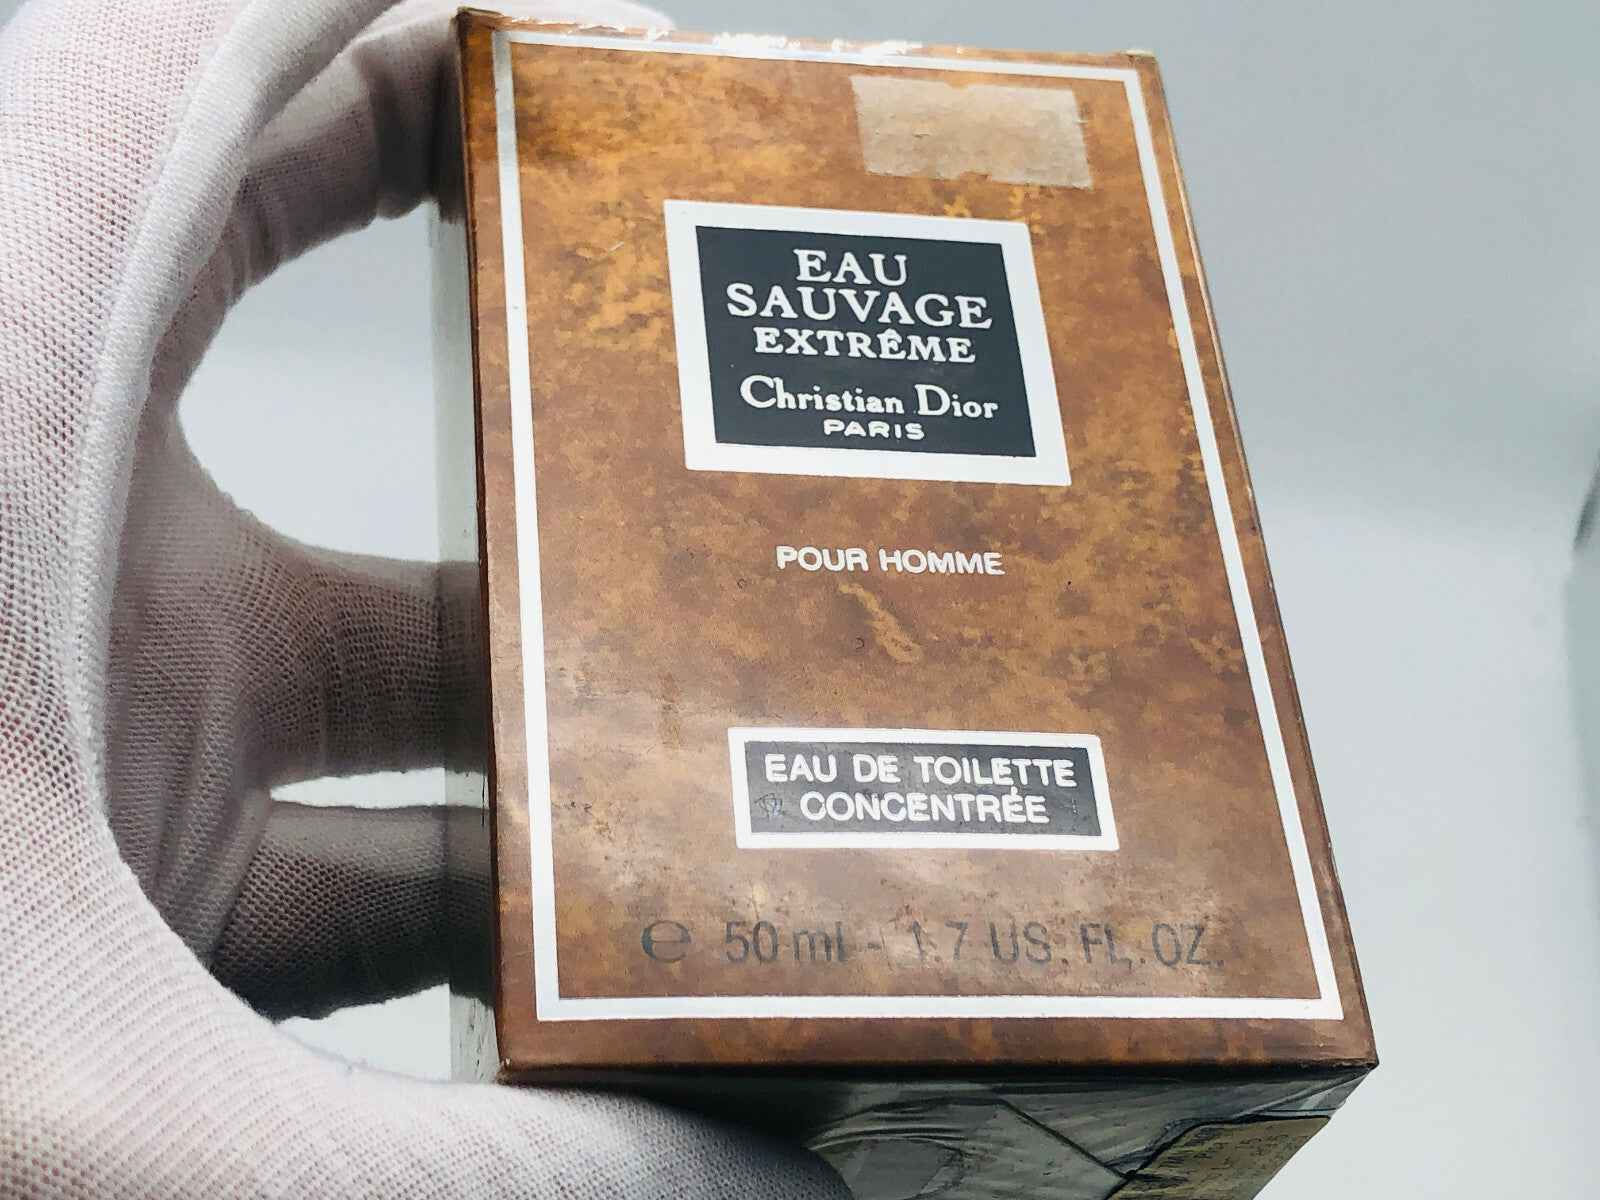 EAU
SAUVAGE
EXTRÊME
Christian Dior
PARIS
POUR HOMME
EAU DE TOILETTE
CONCENTRÉE
℮ 50 ml - 1.7 US. FL. OZ.